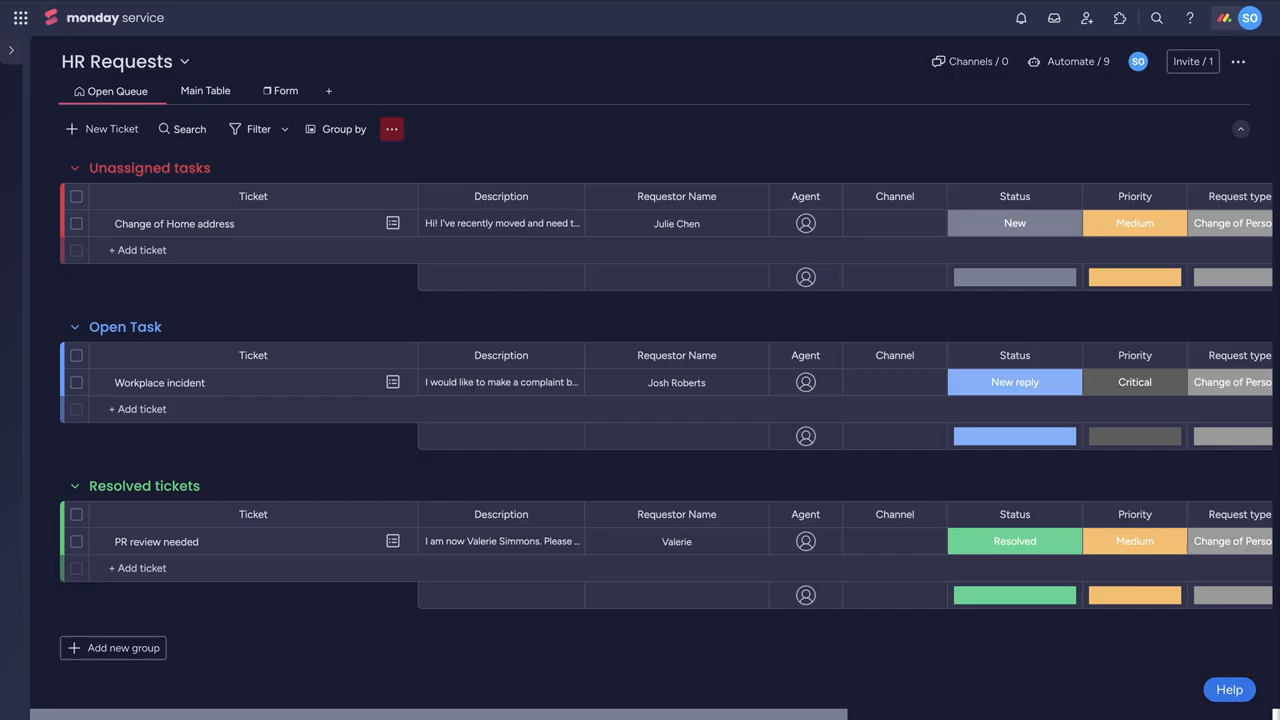 monday service
SO
HR Requests
Channels / 0
Automate / 9
SO
Invite / 1
Open Queue
Main Table
Form
+
New Ticket
Search
Filter
Group by
Unassigned tasks
Ticket Description Requestor Name Agent Channel Status Priority Request type
Change of Home address Hi! I've recently moved and need t... Julie Chen New Medium Change of Perso
+ Add ticket
Open Task
Ticket Description Requestor Name Agent Channel Status Priority Request type
Workplace incident I would like to make a complaint b... Josh Roberts New reply Critical Change of Perso
+ Add ticket
Resolved tickets
Ticket Description Requestor Name Agent Channel Status Priority Request type
PR review needed I am now Valerie Simmons. Please ... Valerie Resolved Medium Change of Perso
+ Add ticket
+ Add new group
Help